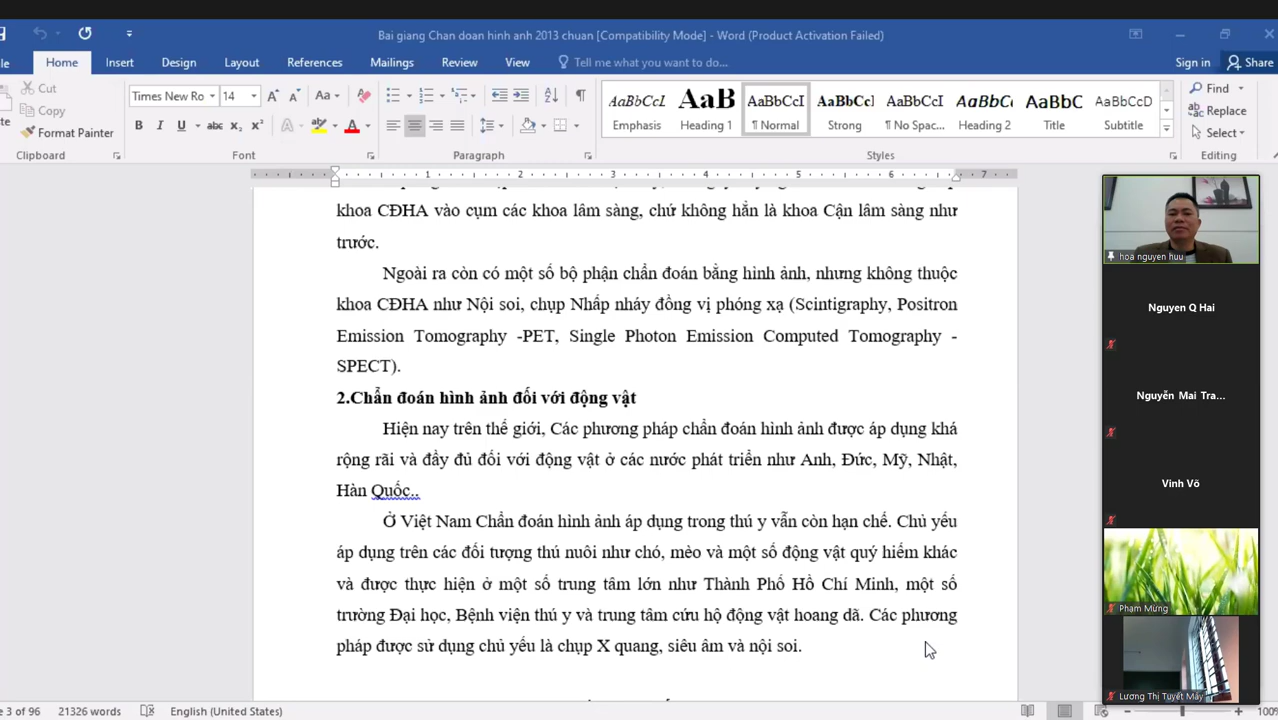 Bai giang Chan doan hinh anh 2013 chuan [Compatibility Mode] - Word (Product Activation Failed)
Home Insert Design Layout References Mailings Review View Tell me what you want to do... Sign in Share
Cut
Copy
Format Painter
Clipboard
Times New Ro 14
Font
Paragraph
AaBbCcI AaB AaBbCcI AaBbCcI AaBbCcI AaBbCc AaBbC AaBbCcD
Emphasis Heading 1 ¶ Normal Strong ¶ No Spac... Heading 2 Title Subtitle
Styles
Find
Replace
Select
Editing
1 2 3 4 5 6 7
khoa CĐHA vào cụm các khoa lâm sàng, chứ không hẳn là khoa Cận lâm sàng như
trước.
Ngoài ra còn có một số bộ phận chẩn đoán bằng hình ảnh, nhưng không thuộc
khoa CĐHA như Nội soi, chụp Nhấp nháy đồng vị phóng xạ (Scintigraphy, Positron
Emission Tomography -PET, Single Photon Emission Computed Tomography -
SPECT).
2.Chẩn đoán hình ảnh đối với động vật
Hiện nay trên thế giới, Các phương pháp chẩn đoán hình ảnh được áp dụng khá
rộng rãi và đầy đủ đối với động vật ở các nước phát triển như Anh, Đức, Mỹ, Nhật,
Hàn Quốc..
Ở Việt Nam Chẩn đoán hình ảnh áp dụng trong thú y vẫn còn hạn chế. Chủ yếu
áp dụng trên các đối tượng thú nuôi như chó, mèo và một số động vật quý hiếm khác
và được thực hiện ở một số trung tâm lớn như Thành Phố Hồ Chí Minh, một số
trường Đại học, Bệnh viện thú y và trung tâm cứu hộ động vật hoang dã. Các phương
pháp được sử dụng chủ yếu là chụp X quang, siêu âm và nội soi.
hoa nguyen huu
Nguyen Q Hai
Nguyễn Mai Tra...
Vinh Võ
Phạm Mừng
Lương Thị Tuyết Mây
3 of 96 21326 words English (United States)